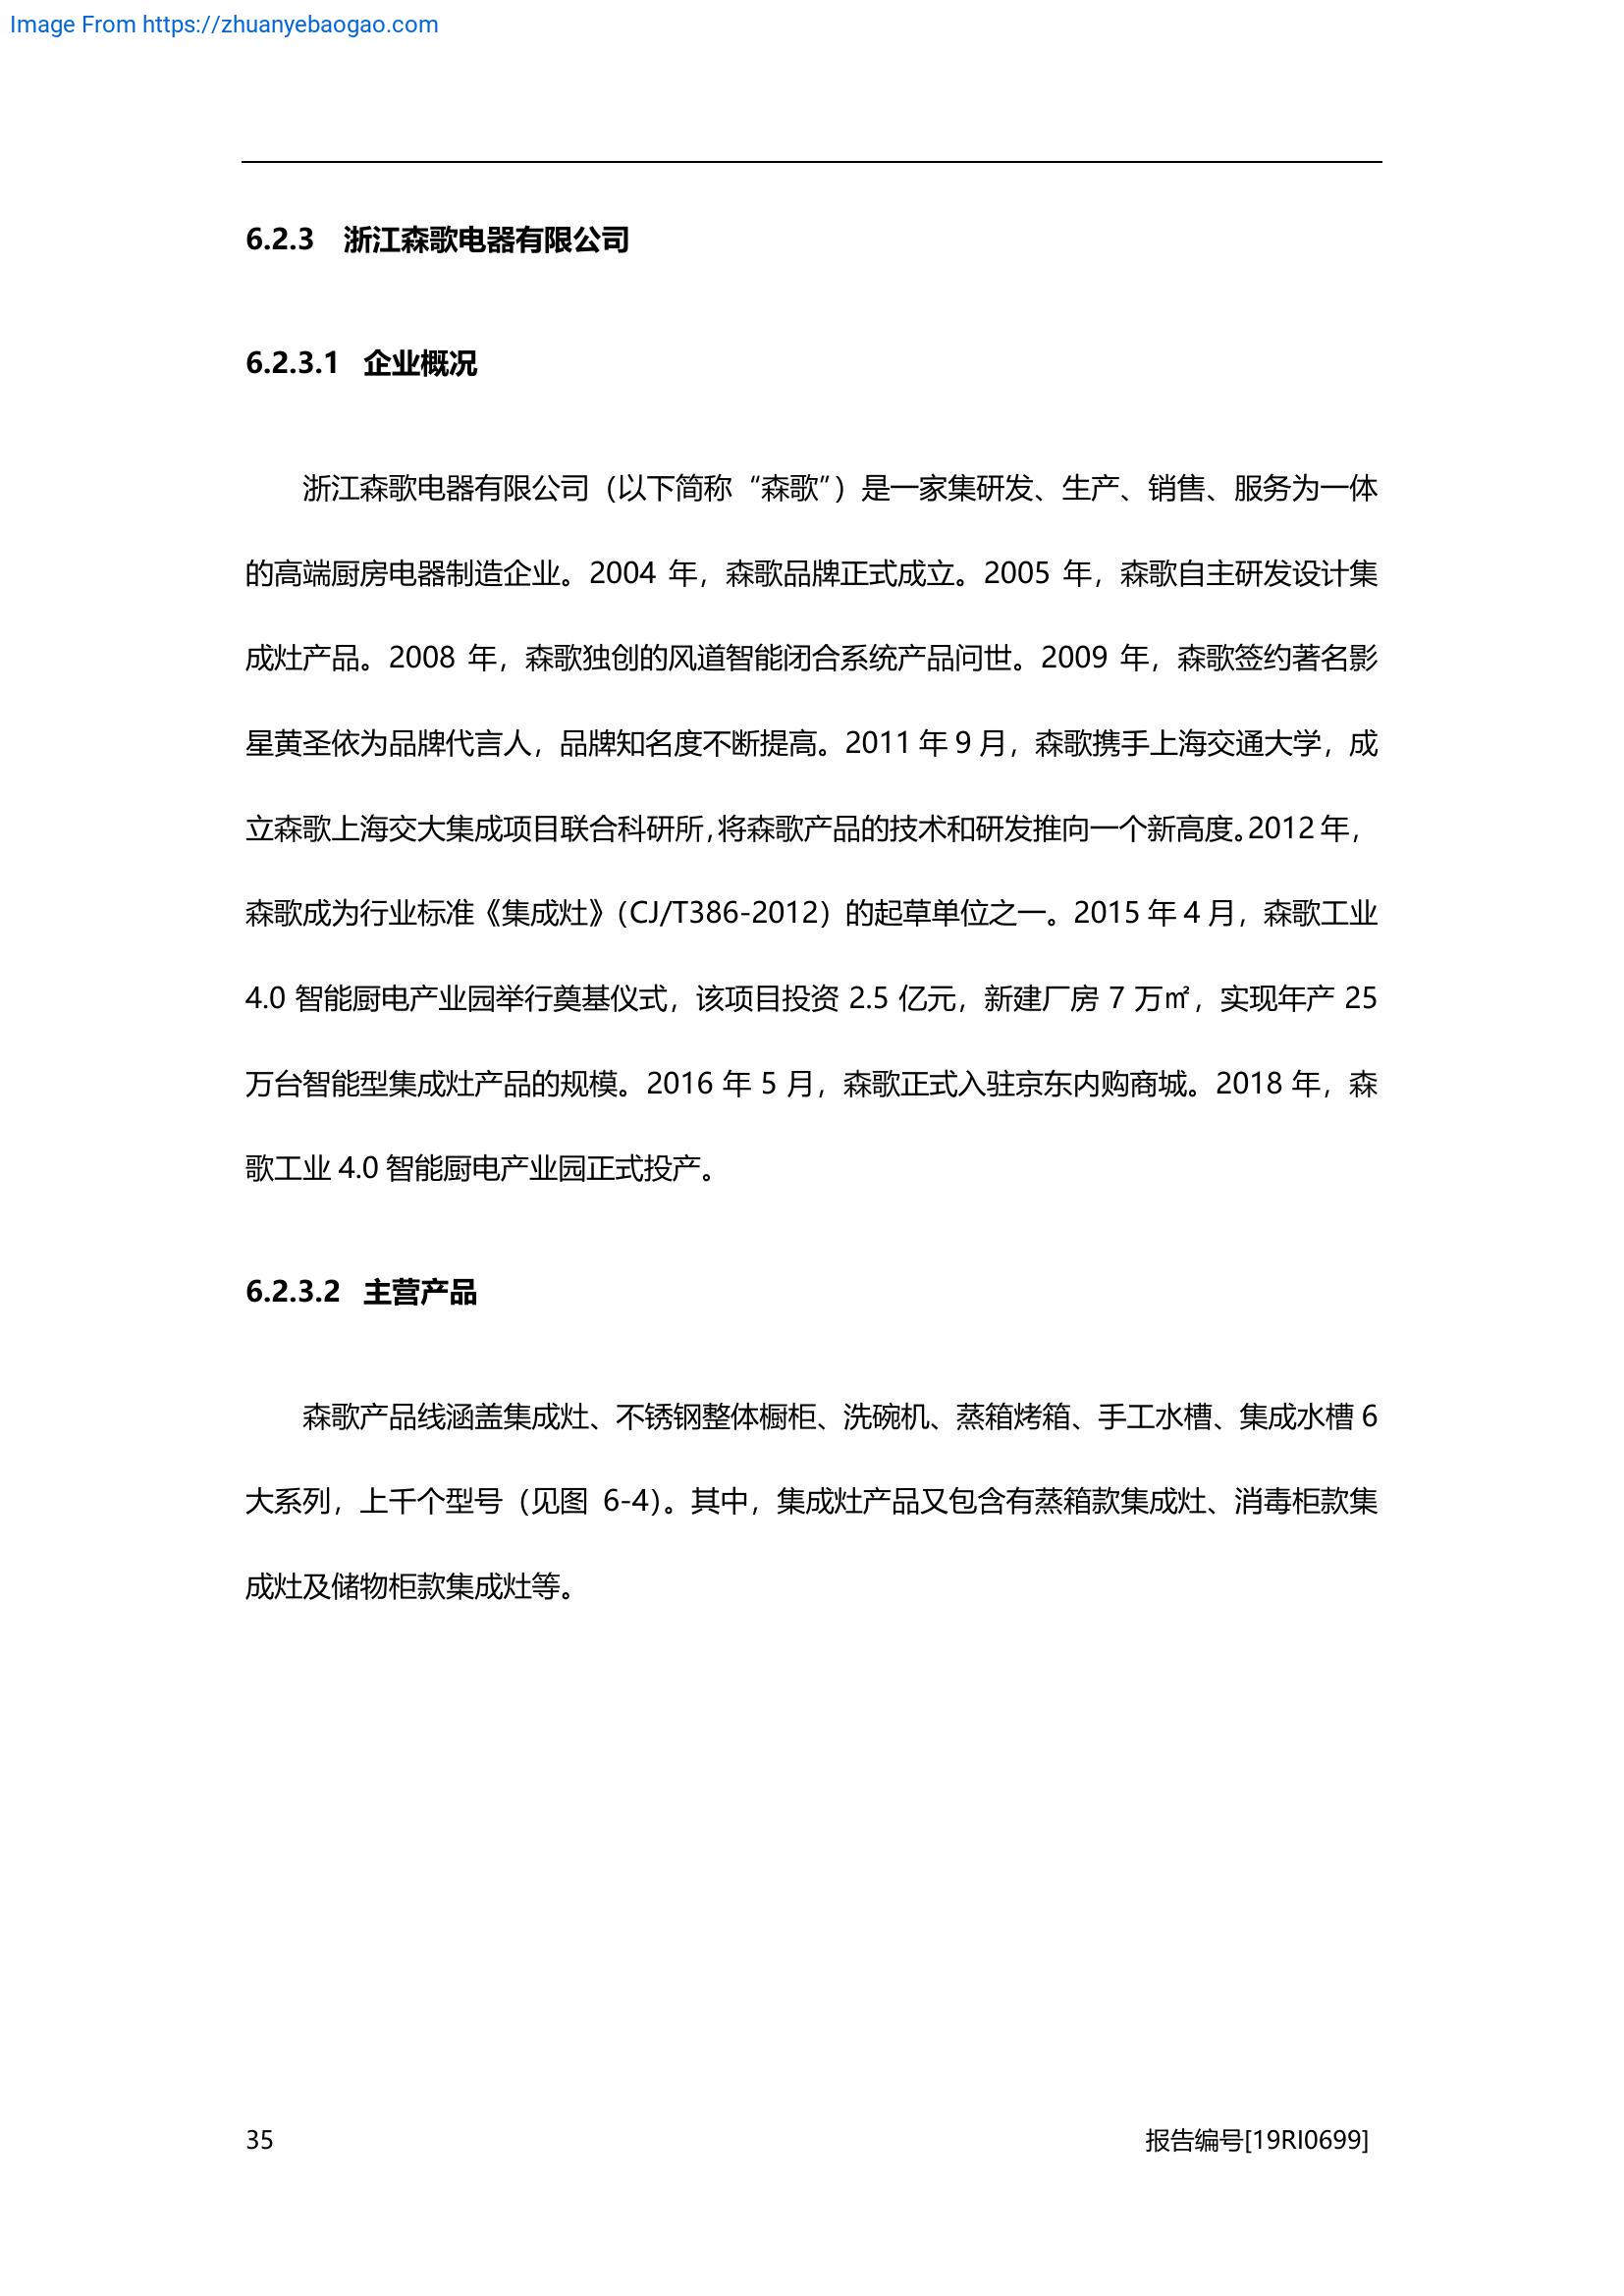 Image From https://zhuanyebaogao.com
6.2.3 浙江森歌电器有限公司
6.2.3.1 企业概况
浙江森歌电器有限公司（以下简称“森歌”）是一家集研发、生产、销售、服务为一体
的高端厨房电器制造企业。2004 年，森歌品牌正式成立。2005 年，森歌自主研发设计集
成灶产品。2008 年，森歌独创的风道智能闭合系统产品问世。2009 年，森歌签约著名影
星黄圣依为品牌代言人，品牌知名度不断提高。2011 年 9 月，森歌携手上海交通大学，成
立森歌上海交大集成项目联合科研所，将森歌产品的技术和研发推向一个新高度。2012 年，
森歌成为行业标准《集成灶》（CJ/T386-2012）的起草单位之一。2015 年 4 月，森歌工业
4.0 智能厨电产业园举行奠基仪式，该项目投资 2.5 亿元，新建厂房 7 万㎡，实现年产 25
万台智能型集成灶产品的规模。2016 年 5 月，森歌正式入驻京东内购商城。2018 年，森
歌工业 4.0 智能厨电产业园正式投产。
6.2.3.2 主营产品
森歌产品线涵盖集成灶、不锈钢整体橱柜、洗碗机、蒸箱烤箱、手工水槽、集成水槽 6
大系列，上千个型号（见图 6-4）。其中，集成灶产品又包含有蒸箱款集成灶、消毒柜款集
成灶及储物柜款集成灶等。
35 报告编号[19RI0699]